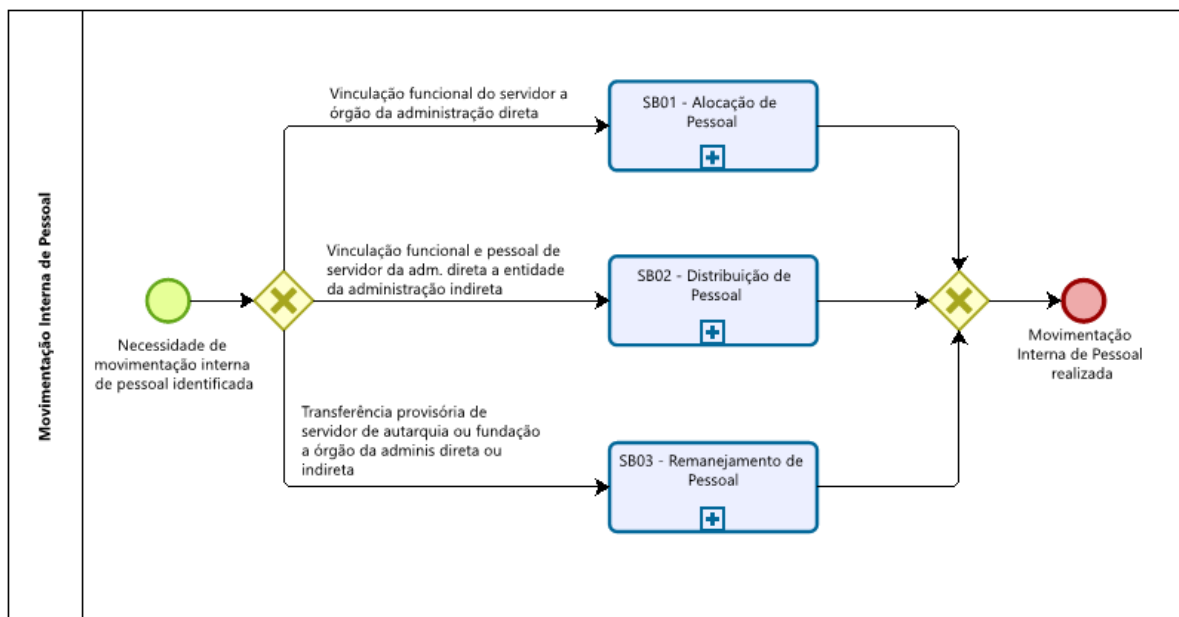 Movimentação Interna de Pessoal
Necessidade de
movimentação interna
de pessoal identificada
Vinculação funcional do servidor a
órgão da administração direta
SB01 - Alocação de
Pessoal
Vinculação funcional e pessoal de
servidor da adm. direta a entidade
da administração indireta
SB02 - Distribuição de
Pessoal
Transferência provisória de
servidor de autarquia ou fundação
a órgão da adminis direta ou
indireta
SB03 - Remanejamento de
Pessoal
Movimentação
Interna de Pessoal
realizada